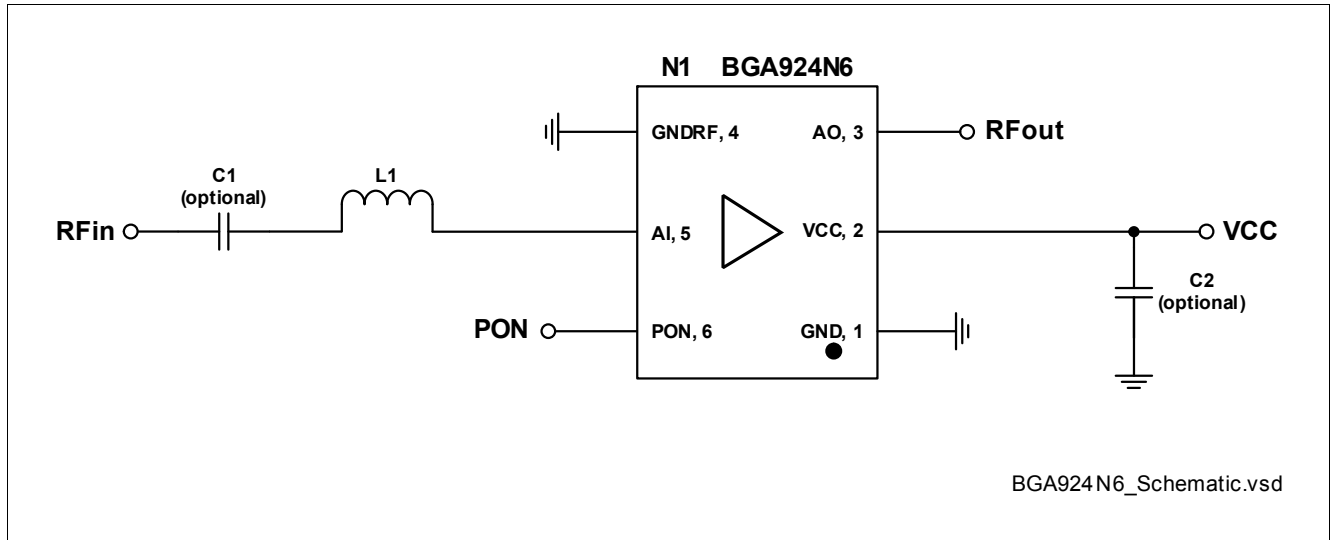 N1 BGA924N6
GNDRF, 4
AO, 3
RFout
C1
(optional)
L1
RFin
AI, 5
VCC, 2
VCC
C2
(optional)
PON
PON, 6
GND, 1
BGA924N6_Schematic.vsd